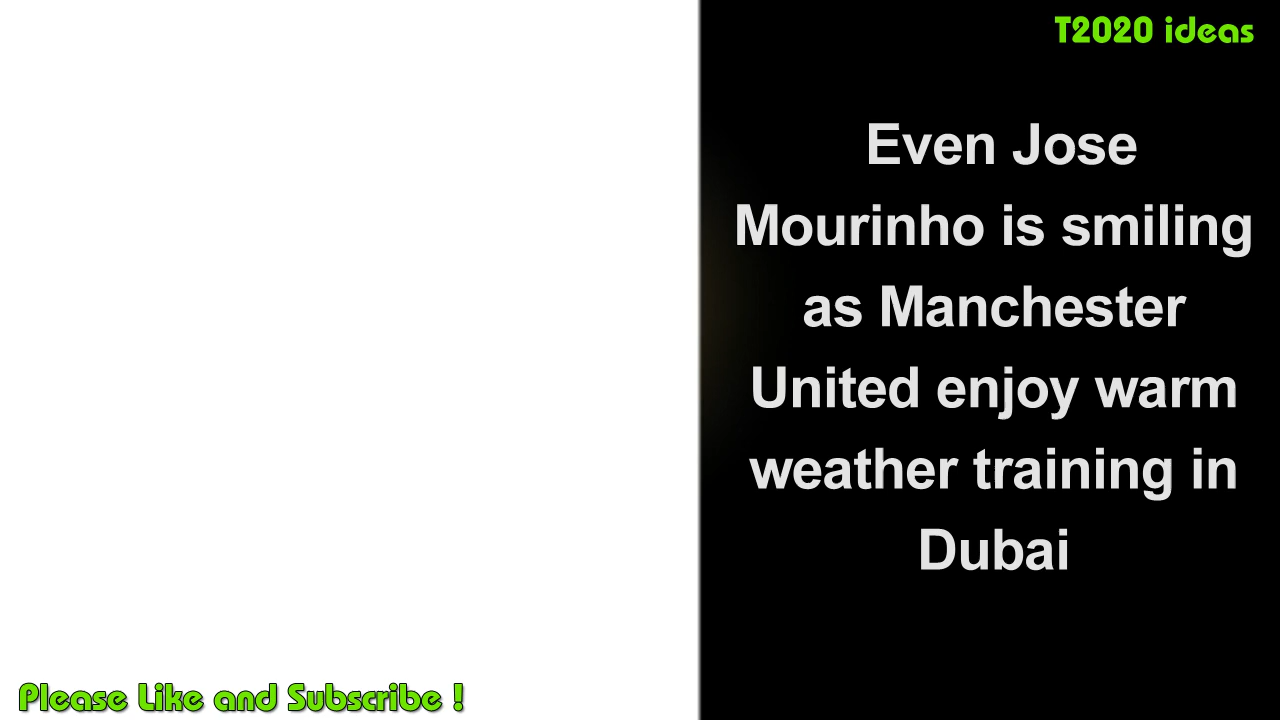 T2020 ideas
Even Jose
Mourinho is smiling
as Manchester
United enjoy warm
weather training in
Dubai
Please Like and Subscribe !